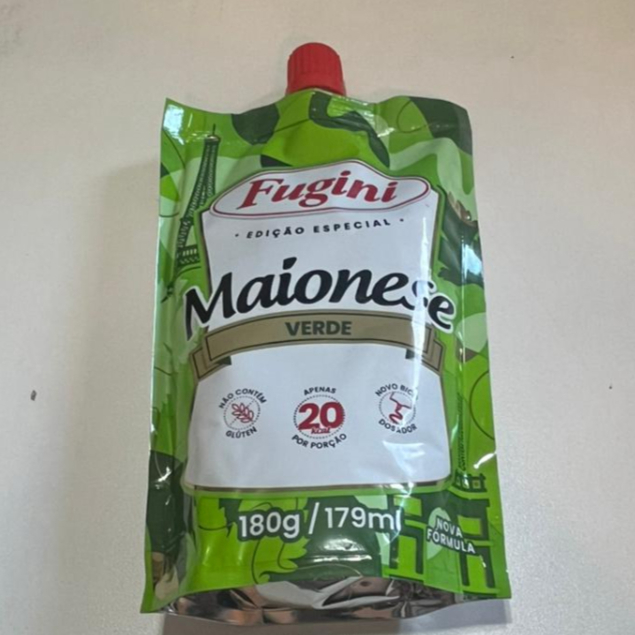 Fugini
• EDIÇÃO ESPECIAL •
Maionese
VERDE
NÃO CONTÉM
GLÚTEN
APENAS
20
kcal
POR PORÇÃO
NOVO BICO
DOSADOR
180g / 179ml
NOVA
FÓRMULA